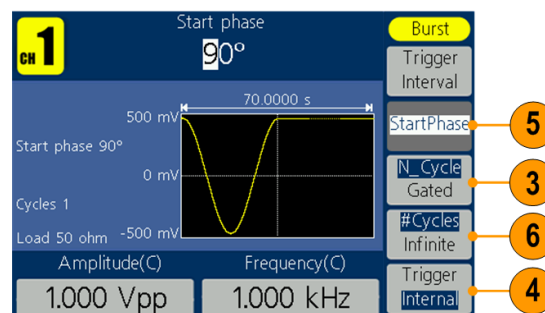 CH 1
Start phase
90°
Burst
Trigger
Interval
StartPhase
5
N_Cycle
Gated
3
#Cycles
Infinite
6
Trigger
Internal
4
70.0000 s
500 mV
Start phase 90°
0 mV
Cycles 1
Load 50 ohm
-500 mV
Amplitude(C)
Frequency(C)
1.000 Vpp
1.000 kHz